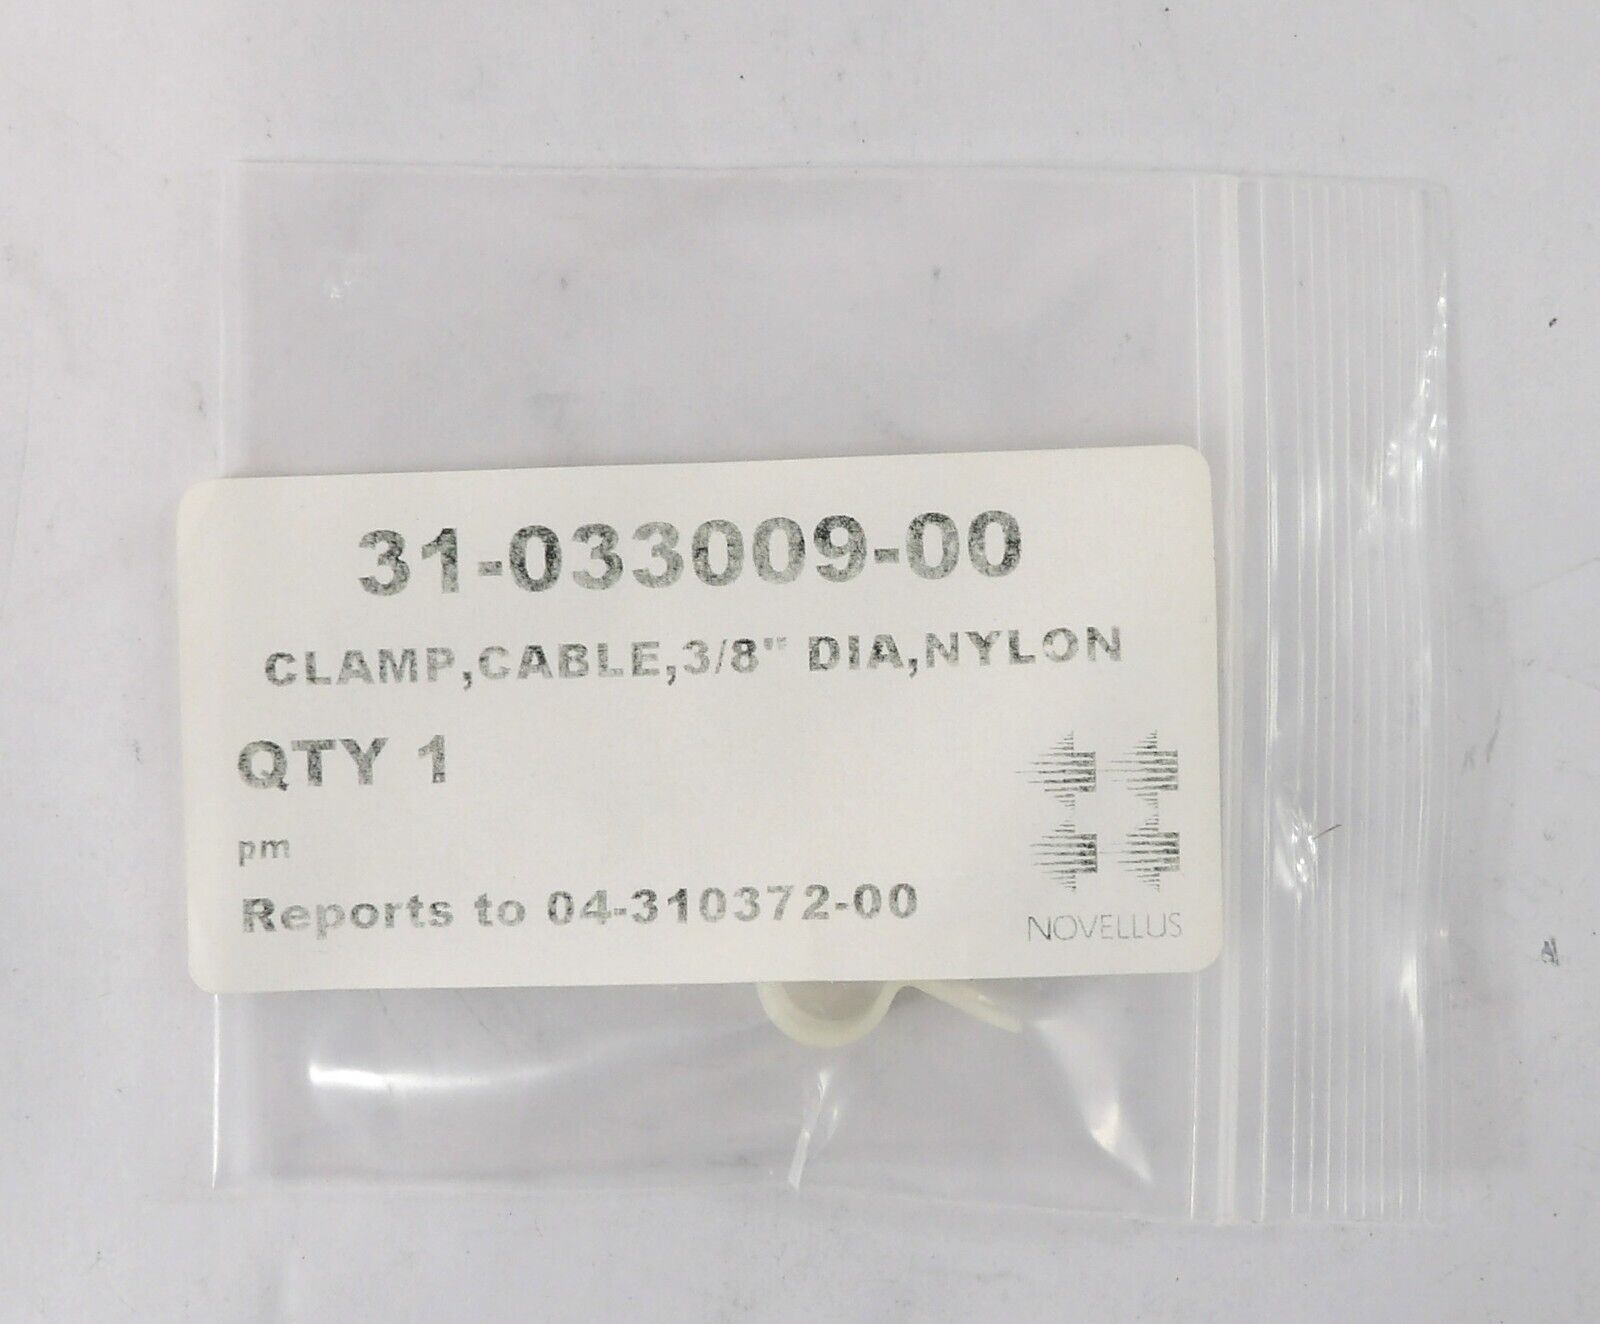 31-033009-00
CLAMP,CABLE,3/8" DIA,NYLON
QTY 1
pm
Reports to 04-310372-00
NOVELLUS